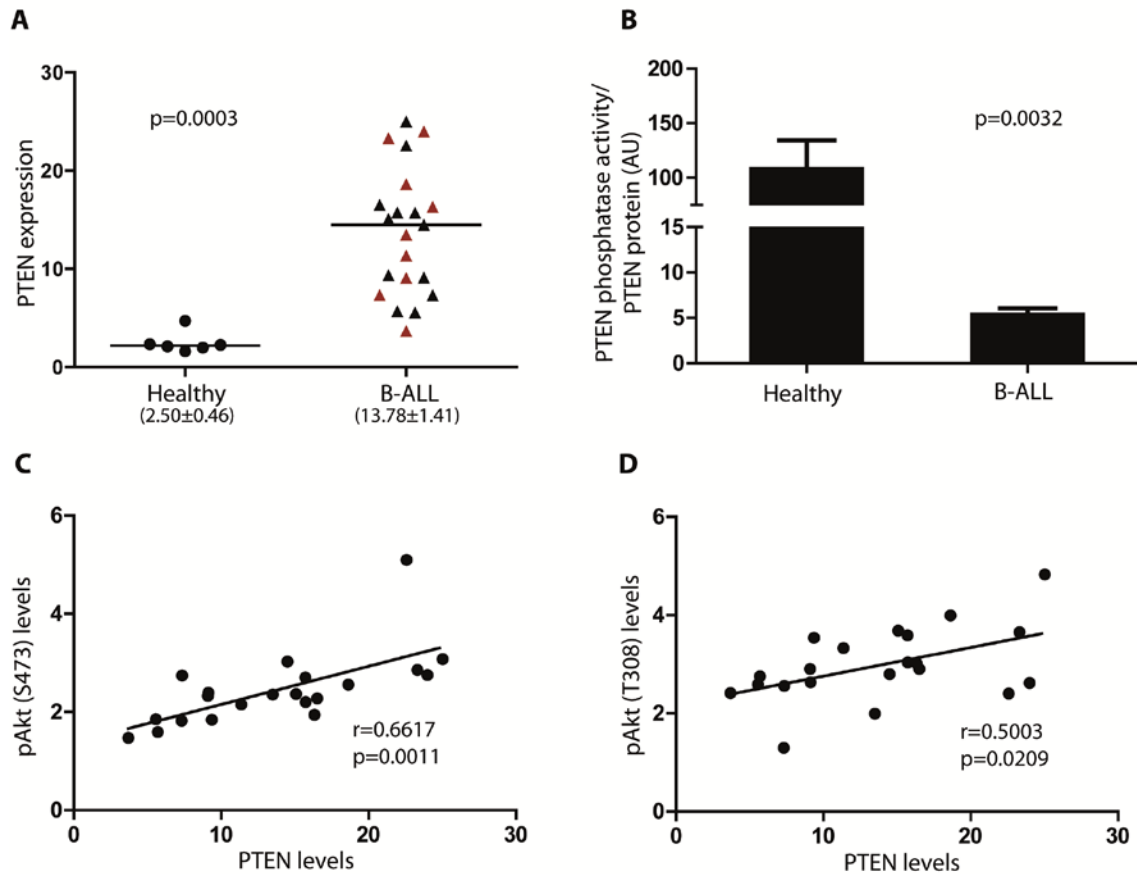 A
PTEN expression
30
20
10
0
p=0.0003
Healthy
(2.50±0.46)
B-ALL
(13.78±1.41)
B
PTEN phosphatase activity/
PTEN protein (AU)
200
150
100
50
15
10
5
0
p=0.0032
Healthy
B-ALL
C
pAkt (S473) levels
6
4
2
0
r=0.6617
p=0.0011
0
10
20
30
PTEN levels
D
pAkt (T308) levels
6
4
2
0
r=0.5003
p=0.0209
0
10
20
30
PTEN levels